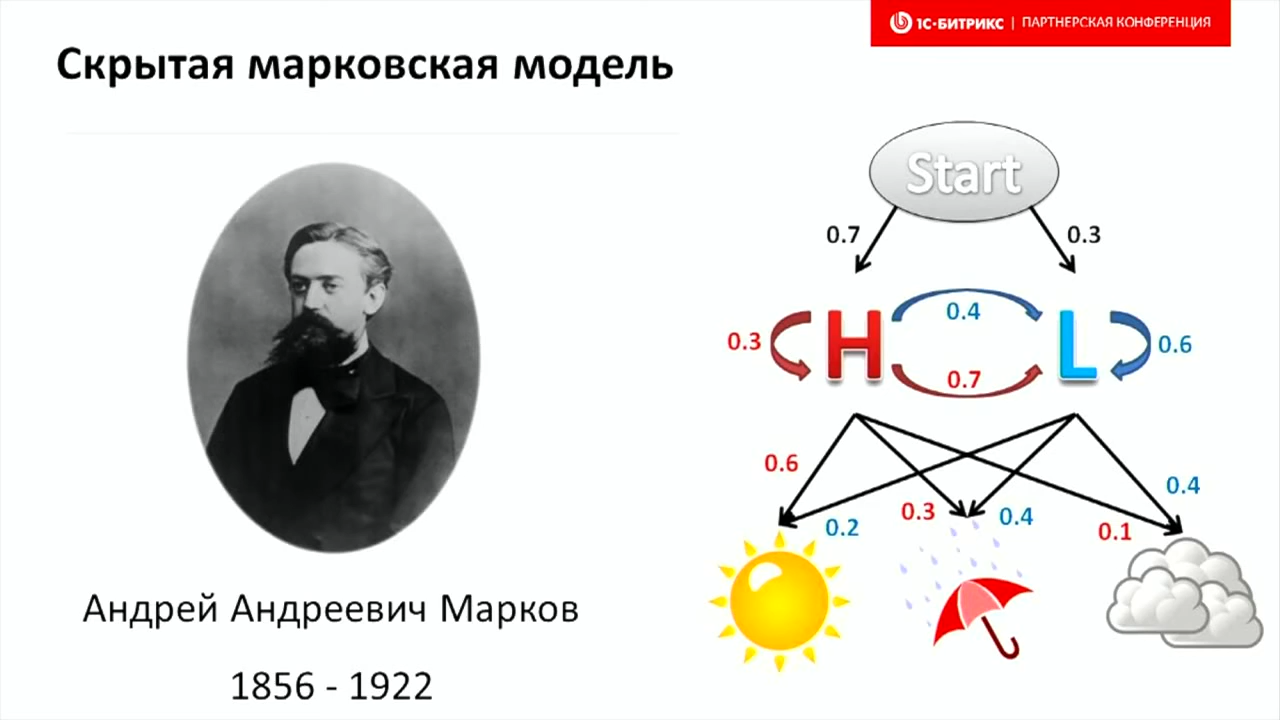 1С-БИТРИКС | ПАРТНЕРСКАЯ КОНФЕРЕНЦИЯ
Скрытая марковская модель
Start
0.7
0.3
0.3
H
0.4
0.7
L
0.6
0.6
0.2
0.3
0.4
0.1
0.4
Андрей Андреевич Марков
1856 - 1922